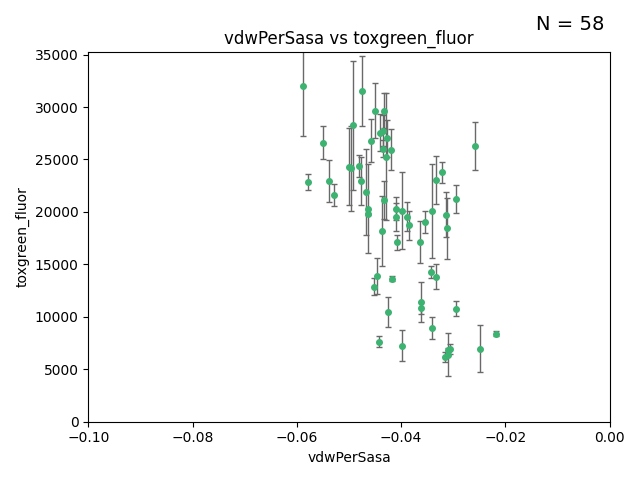 N = 58
vdwPerSasa vs toxgreen_fluor
toxgreen_fluor
35000
30000
25000
20000
15000
10000
5000
0
−0.10 −0.08 −0.06 −0.04 −0.02 0.00
vdwPerSasa